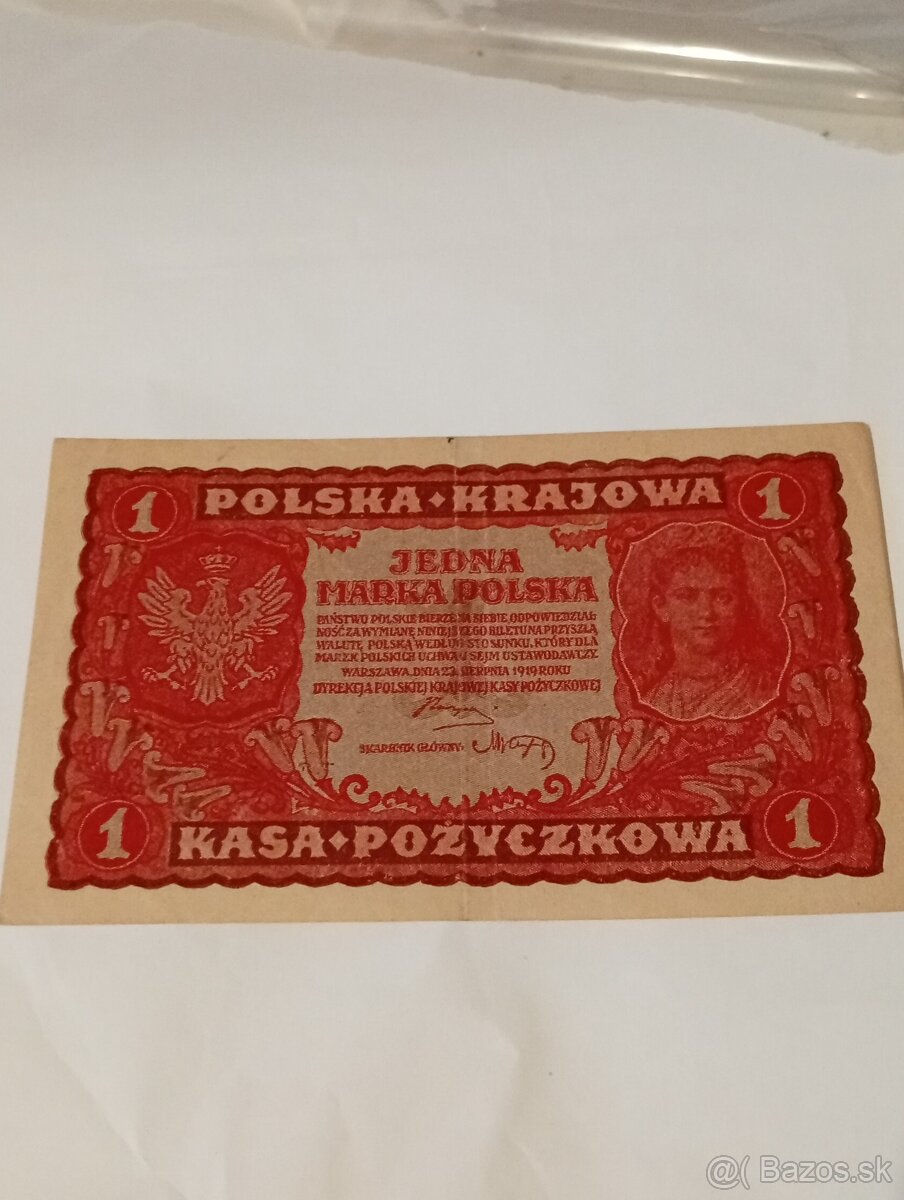 1 POLSKA ◆ KRAJOWA 1
JEDNA
MARKA POLSKA
PAŃSTWO POLSKIE BIERZE NA SIEBIE ODPOWIEDZIAL-
NOŚĆ ZA WYMIANĘ NINIEJSZEGO BILETU NA PRZYSZŁĄ
WALUTĘ POLSKĄ WEDŁUG STOSUNKU, KTÓRY DLA
MAREK POLSKICH UCHWALI SEJM USTAWODAWCZY.
WARSZAWA, DNIA 23 SIERPNIA 1919 ROKU
DYREKCJA POLSKIEJ KRAJOWEJ KASY POŻYCZKOWEJ
SKARBNIK GŁÓWNY:
1 KASA ◆ POŻYCZKOWA 1
@( Bazos.sk